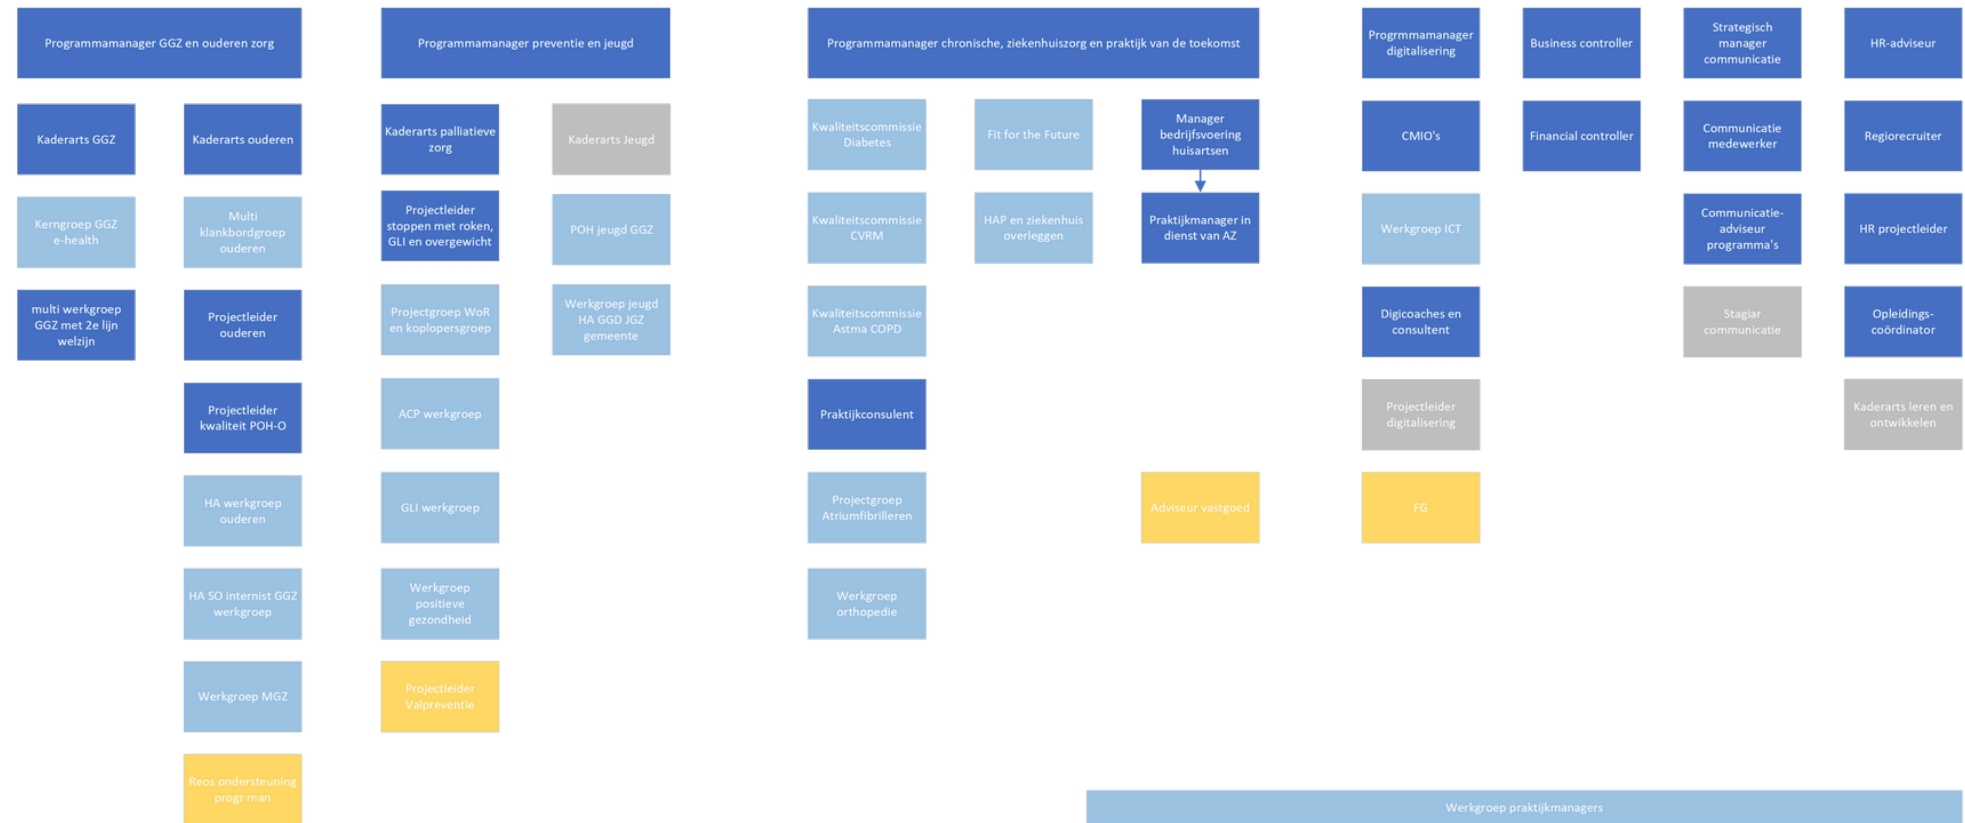 Programmamanager GGZ en ouderen zorg
Programmamanager preventie en jeugd
Programmamanager chronische, ziekenhuiszorg en praktijk van de toekomst
Progrmmamanager
digitalisering
Business controller
Strategisch
manager
communicatie
HR-adviseur
Kaderarts GGZ
Kaderarts ouderen
Kaderarts palliatieve
zorg
Kaderarts Jeugd
Kwaliteitscommissie
Diabetes
Fit for the Future
Manager
bedrijfsvoering
huisartsen
CMIO's
Financial controller
Communicatie
medewerker
Regiorecruiter
Kerngroep GGZ
e-health
Multi
klankbordgroep
ouderen
Projectleider
stoppen met roken,
GLI en overgewicht
POH jeugd GGZ
Kwaliteitscommissie
CVRM
HAP en ziekenhuis
overleggen
Praktijkmanager in
dienst van AZ
Werkgroep ICT
Communicatie-
adviseur
programma's
HR projectleider
multi werkgroep
GGZ met 2e lijn
welzijn
Projectleider
ouderen
Projectgroep WoR
en koplopersgroep
Werkgroep jeugd
HA GGD JGZ
gemeente
Kwaliteitscommissie
Astma COPD
Digicoaches en
consultent
Stagiar
communicatie
Opleidings-
coördinator
Projectleider
kwaliteit POH-O
ACP werkgroep
Praktijkconsulent
Projectleider
digitalisering
Kaderarts leren en
ontwikkelen
HA werkgroep
ouderen
GLI werkgroep
Projectgroep
Atriumfibrilleren
Adviseur vastgoed
FG
HA SO internist GGZ
werkgroep
Werkgroep
positieve
gezondheid
Werkgroep
orthopedie
Werkgroep MGZ
Projectleider
Valpreventie
Reos ondersteuning
progr man
Werkgroep praktijkmanagers